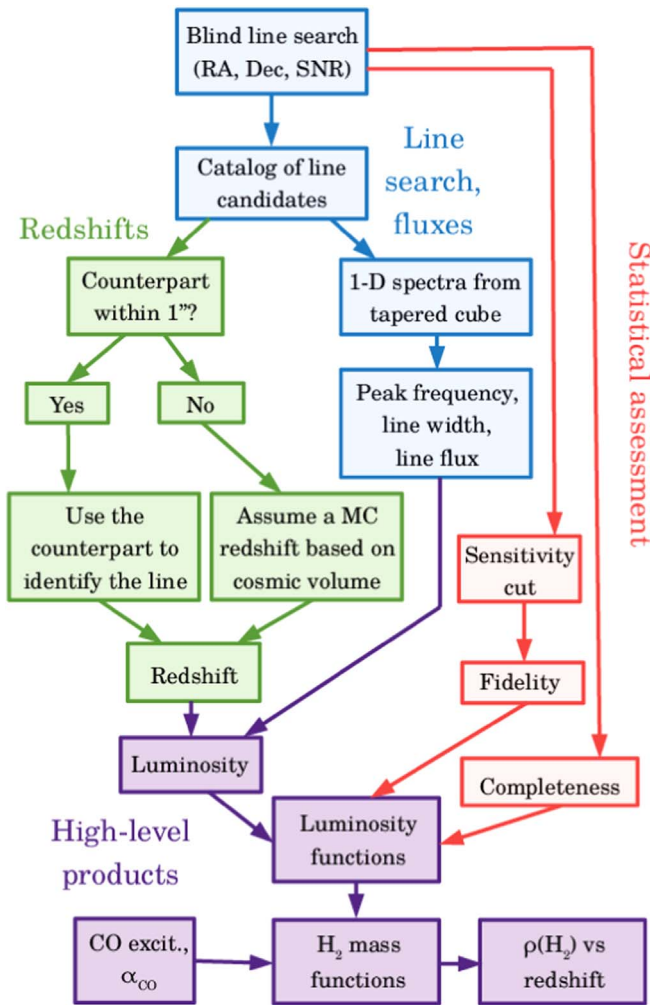 Blind line search
(RA, Dec, SNR)
Catalog of line
candidates
Line
search,
fluxes
Redshifts
Counterpart
within 1”?
1-D spectra from
tapered cube
Statistical assessment
Yes
No
Peak frequency,
line width,
line flux
Use the
counterpart to
identify the line
Assume a MC
redshift based on
cosmic volume
Sensitivity
cut
Redshift
Fidelity
Luminosity
Completeness
High-level
products
Luminosity
functions
CO excit.,
α_CO
H₂ mass
functions
ρ(H₂) vs
redshift